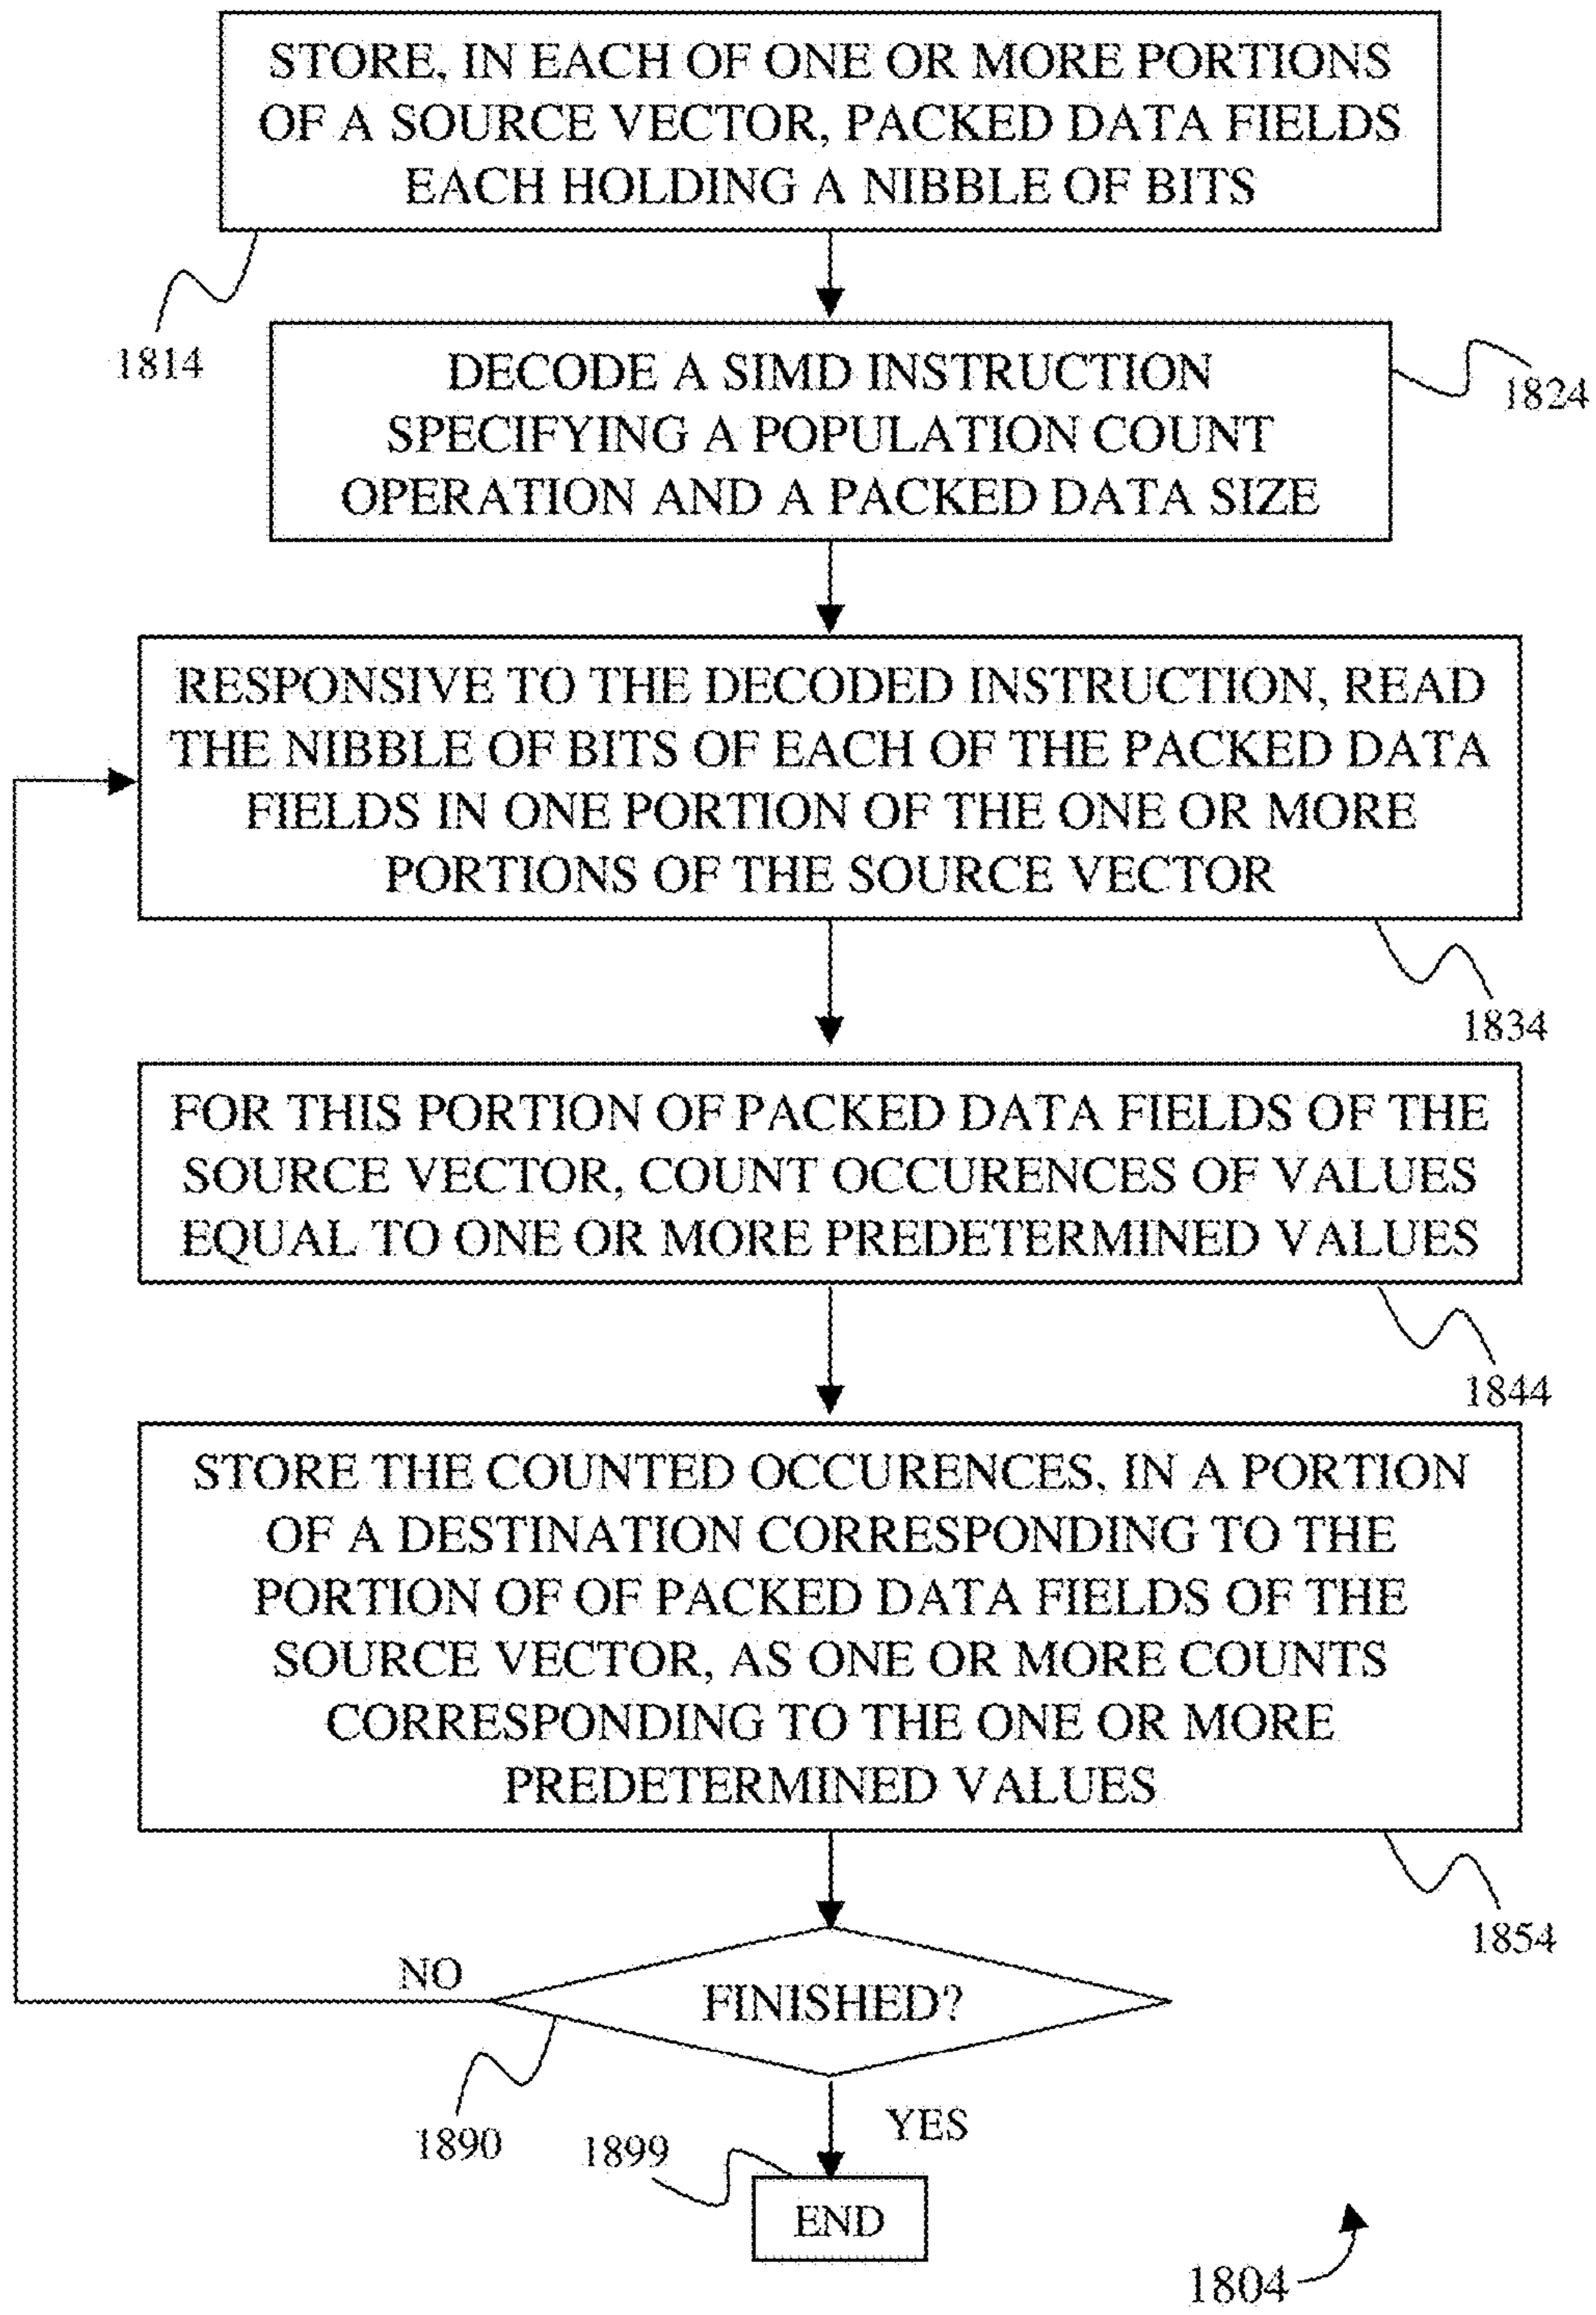 STORE, IN EACH OF ONE OR MORE PORTIONS
OF A SOURCE VECTOR, PACKED DATA FIELDS
EACH HOLDING A NIBBLE OF BITS
1814
DECODE A SIMD INSTRUCTION
SPECIFYING A POPULATION COUNT
OPERATION AND A PACKED DATA SIZE
1824
RESPONSIVE TO THE DECODED INSTRUCTION, READ
THE NIBBLE OF BITS OF EACH OF THE PACKED DATA
FIELDS IN ONE PORTION OF THE ONE OR MORE
PORTIONS OF THE SOURCE VECTOR
1834
FOR THIS PORTION OF PACKED DATA FIELDS OF THE
SOURCE VECTOR, COUNT OCCURENCES OF VALUES
EQUAL TO ONE OR MORE PREDETERMINED VALUES
1844
STORE THE COUNTED OCCURENCES, IN A PORTION
OF A DESTINATION CORRESPONDING TO THE
PORTION OF OF PACKED DATA FIELDS OF THE
SOURCE VECTOR, AS ONE OR MORE COUNTS
CORRESPONDING TO THE ONE OR MORE
PREDETERMINED VALUES
1854
NO
FINISHED?
1890
YES
1899
END
1804